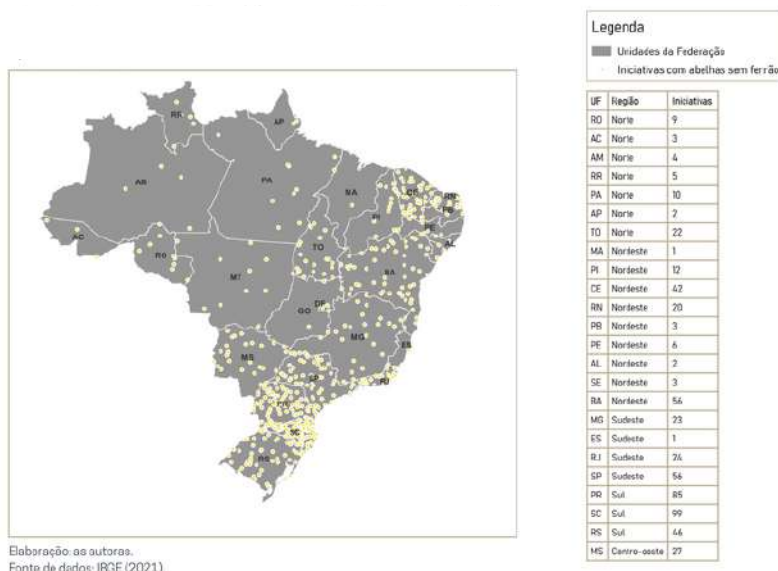 Legenda
Unidades da Federação
Iniciativas com abelhas sem ferrão
UF Região Iniciativas
RO Norte 9
AC Norte 3
AM Norte 4
RR Norte 5
PA Norte 10
AP Norte 2
TO Norte 22
MA Nordeste 1
PI Nordeste 12
CE Nordeste 42
RN Nordeste 20
PB Nordeste 3
PE Nordeste 6
AL Nordeste 2
SE Nordeste 3
BA Nordeste 56
MG Sudeste 23
ES Sudeste 1
RJ Sudeste 24
SP Sudeste 56
PR Sul 85
SC Sul 99
RS Sul 46
MS Centro-oeste 27
RR
AP
AM
PA
MA
CE
RN
PB
PI
PE
AL
AC
RO
TO
BA
MT
GO
DF
MG
ES
MS
SP
RJ
PR
SC
RS
Elaboração: as autoras.
Fonte de dados: IBGE (2021)